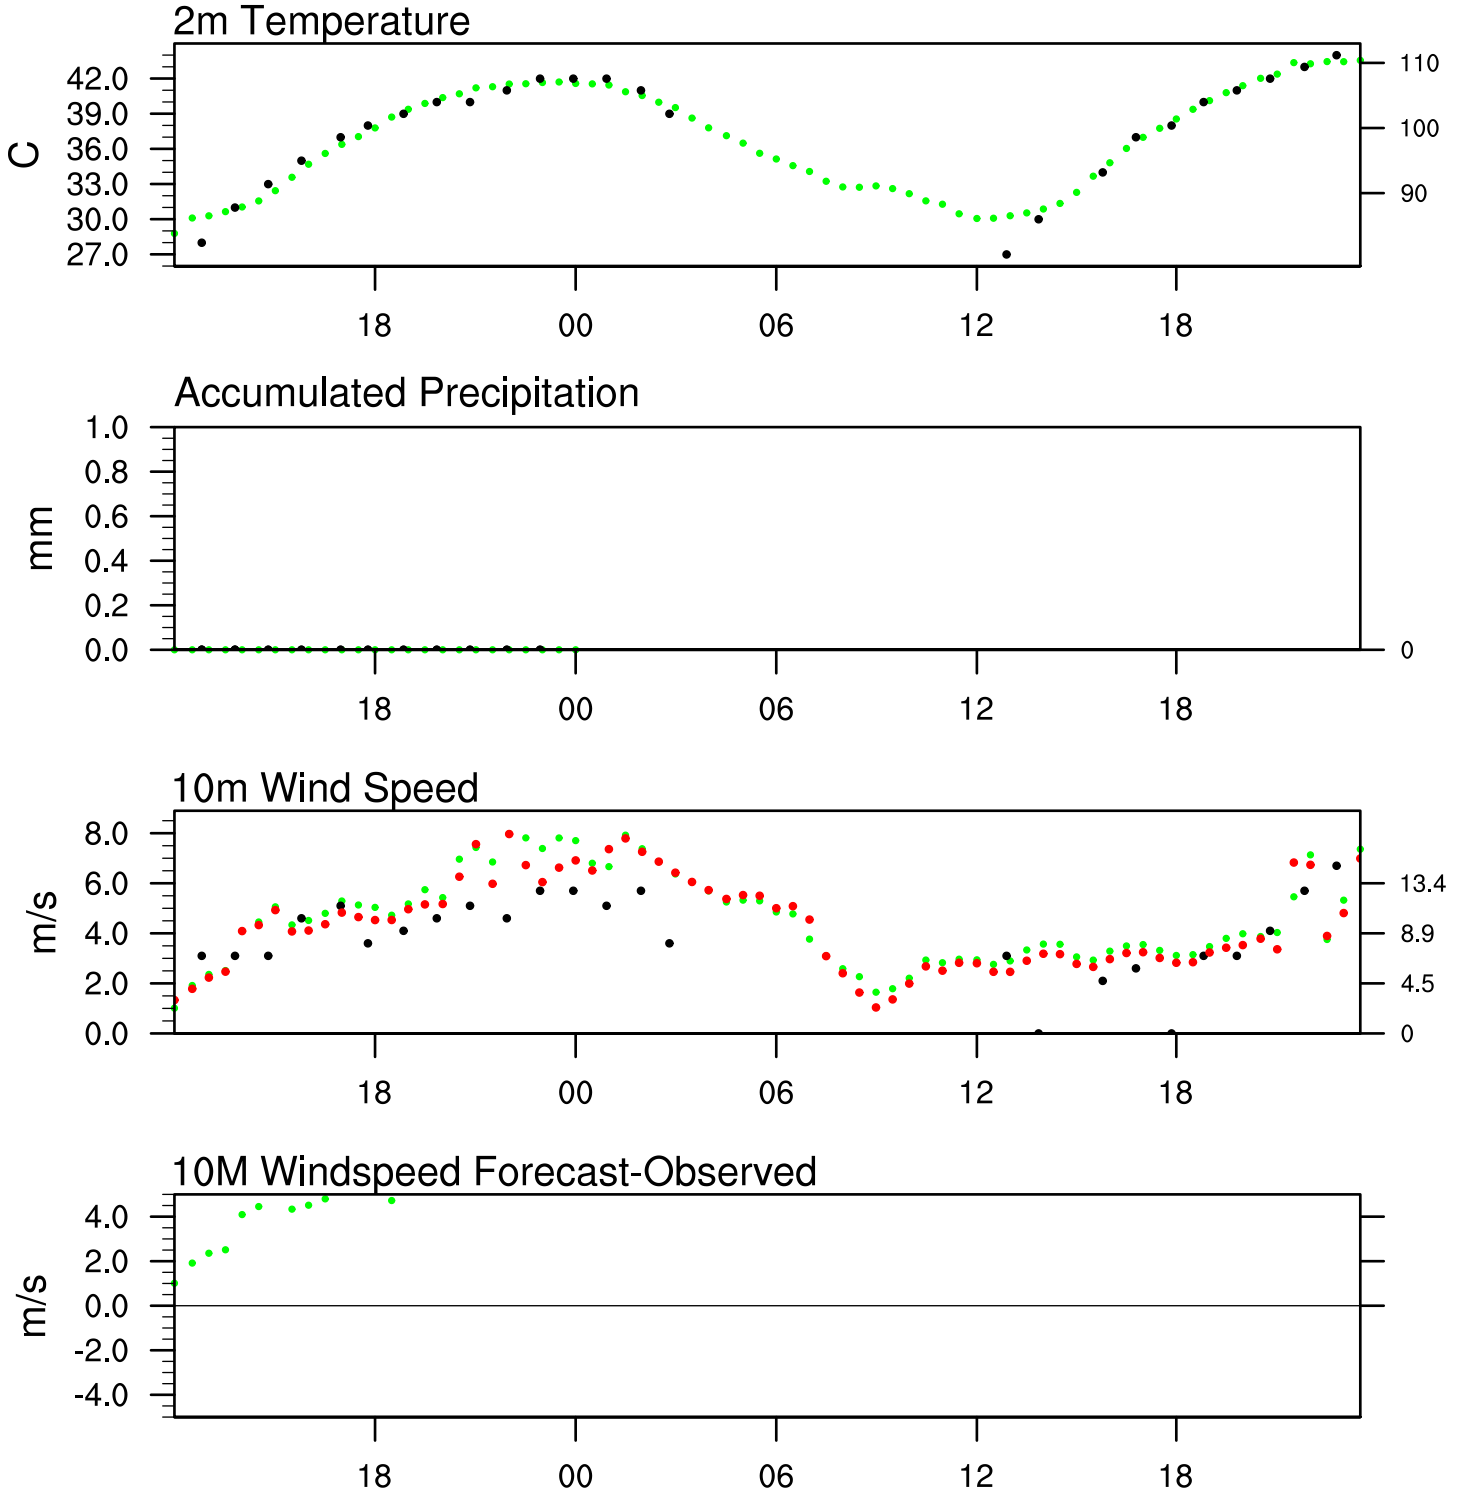 2m Temperature
42.0
39.0
36.0
33.0
30.0
27.0
C
110
100
90
18 00 06 12 18
Accumulated Precipitation
1.0
0.8
0.6
0.4
0.2
0.0
mm
0
18 00 06 12 18
10m Wind Speed
8.0
6.0
4.0
2.0
0.0
m/s
13.4
8.9
4.5
0
18 00 06 12 18
10M Windspeed Forecast-Observed
4.0
2.0
0.0
-2.0
-4.0
m/s
18 00 06 12 18